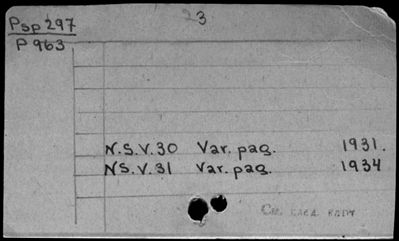 23
Psp 297
P 963
N.S.V.30 Var. pag. 1931.
N.S.V.31 Var. pag. 1934